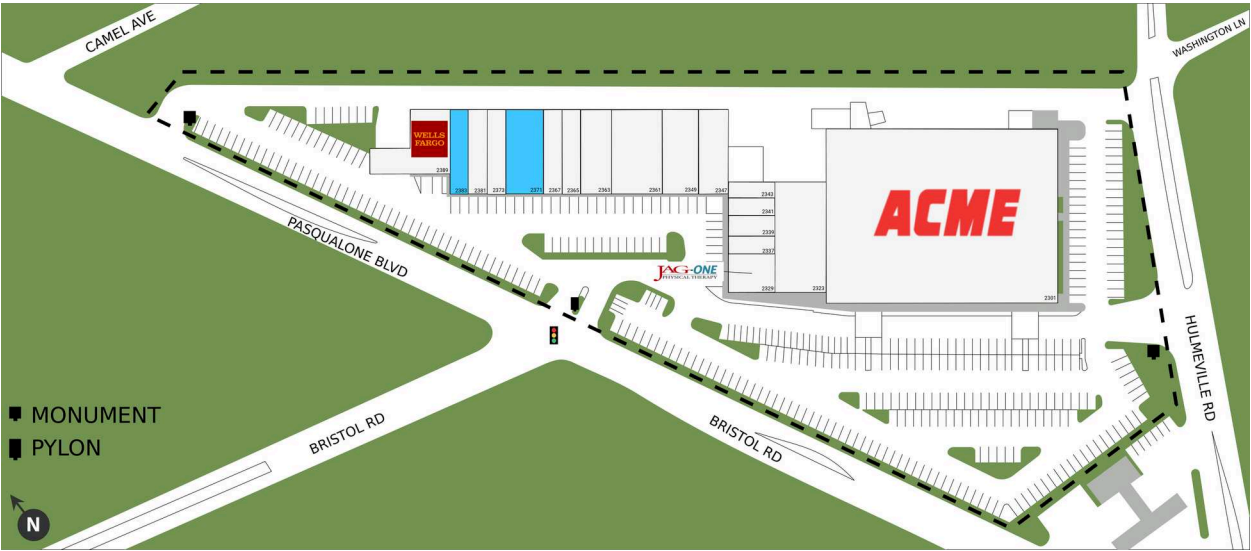 CAMEL AVE
WASHINGTON LN
WELLS
FARGO
2389
2383
2381
2373
2371
2367
2365
2363
2361
2349
2347
2343
2341
2339
2337
2329
2323
ACME
2301
JAG-ONE
PHYSICAL THERAPY
PASQUALONE BLVD
HULMEVILLE RD
MONUMENT
PYLON
BRISTOL RD
BRISTOL RD
N